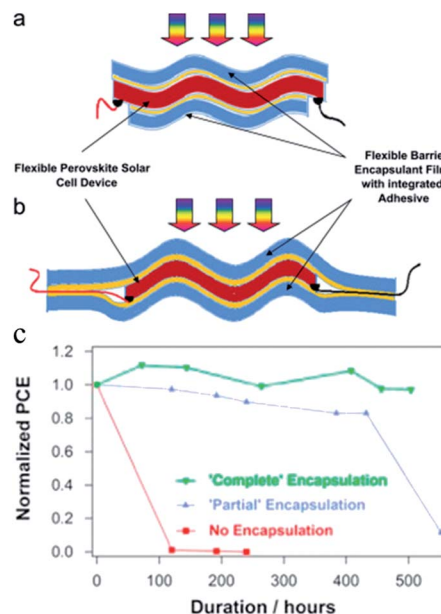 a
Flexible Perovskite Solar
Cell Device
Flexible Barrier
Encapsulant Film
with integrated
Adhesive
b
c
Normalized PCE
1.2
1.0
0.8
0.6
0.4
0.2
0.0
'Complete' Encapsulation
'Partial' Encapsulation
No Encapsulation
0
100
200
300
400
500
Duration / hours